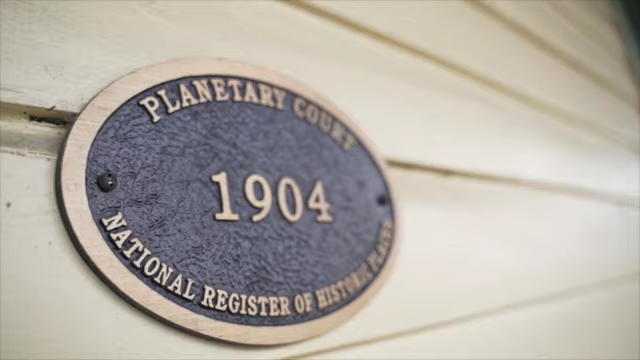 PLANETARY COURT
1904
NATIONAL REGISTER OF HISTORIC PLACES